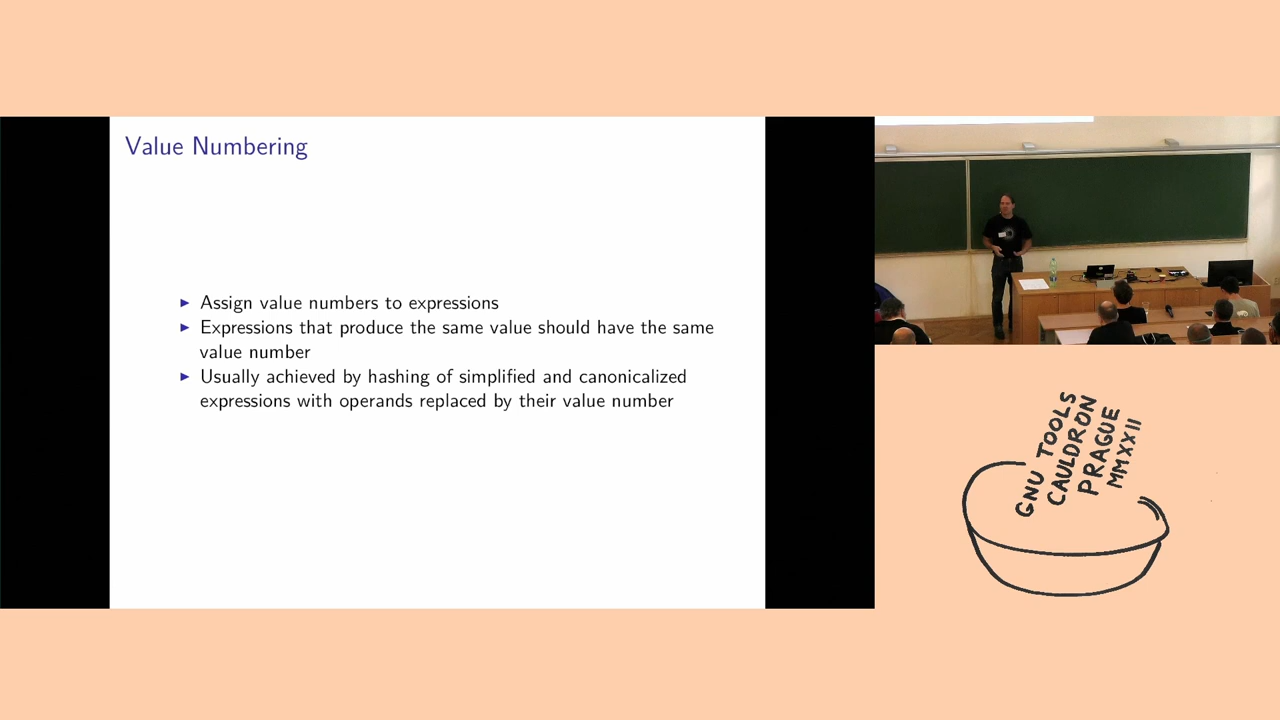 Value Numbering
Assign value numbers to expressions
Expressions that produce the same value should have the same
value number
Usually achieved by hashing of simplified and canonicalized
expressions with operands replaced by their value number
GNU TOOLS
CAULDRON
PRAGUE
MMXXII